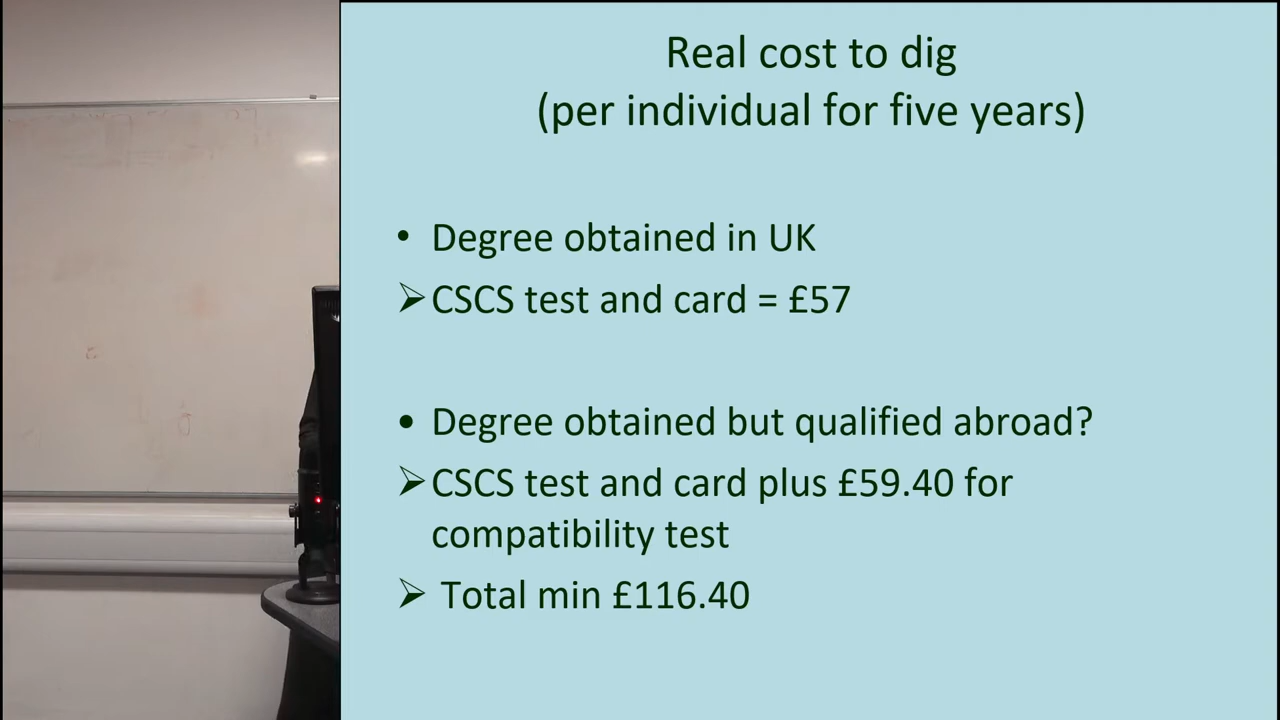 Real cost to dig
(per individual for five years)
• Degree obtained in UK
➢ CSCS test and card = £57
• Degree obtained but qualified abroad?
➢ CSCS test and card plus £59.40 for
compatibility test
➢ Total min £116.40